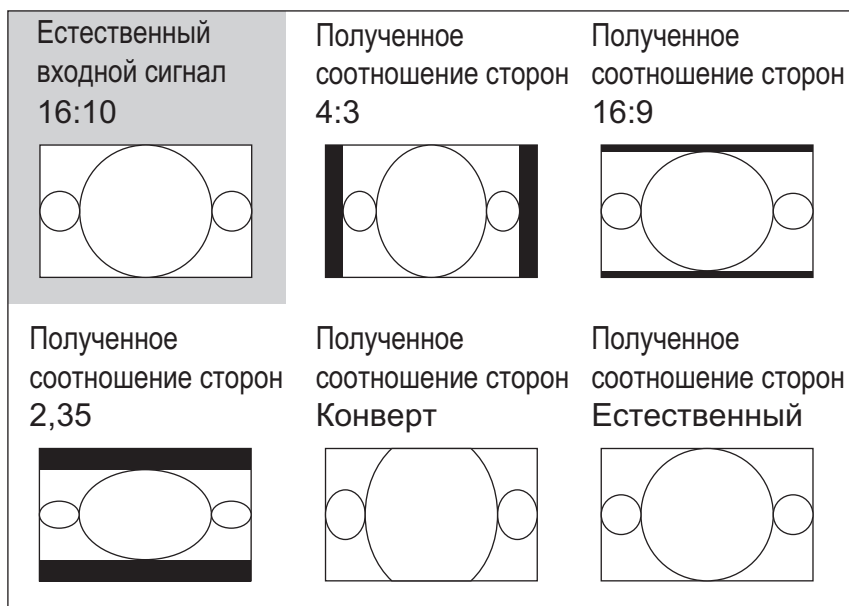 Естественный
входной сигнал
16:10
Полученное
соотношение сторон
4:3
Полученное
соотношение сторон
16:9
Полученное
соотношение сторон
2,35
Полученное
соотношение сторон
Конверт
Полученное
соотношение сторон
Естественный